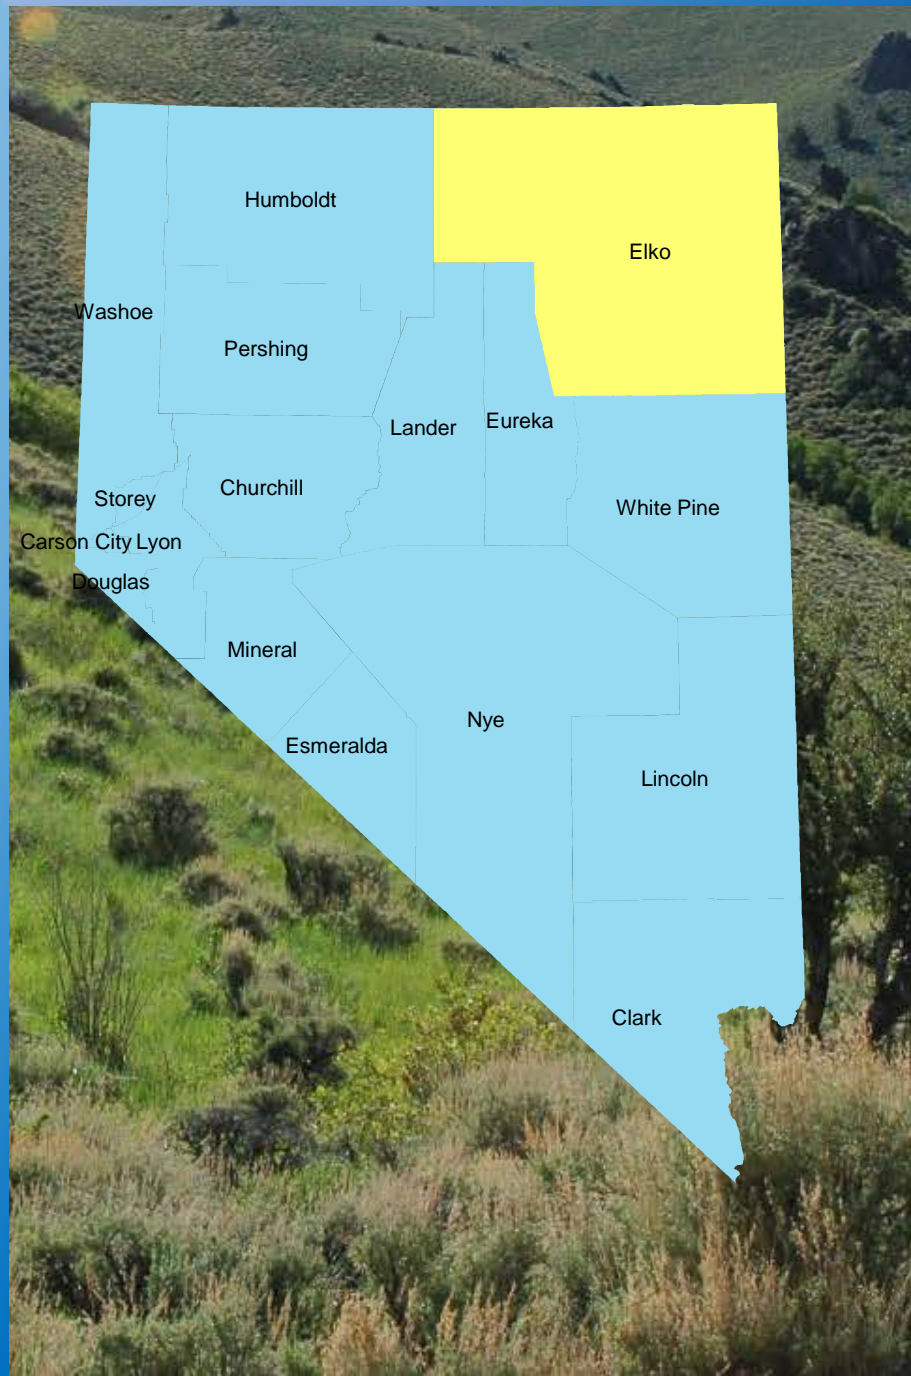 Humboldt
Elko
Washoe
Pershing
Lander
Eureka
Churchill
Storey
White Pine
Carson City Lyon
Douglas
Mineral
Nye
Esmeralda
Lincoln
Clark